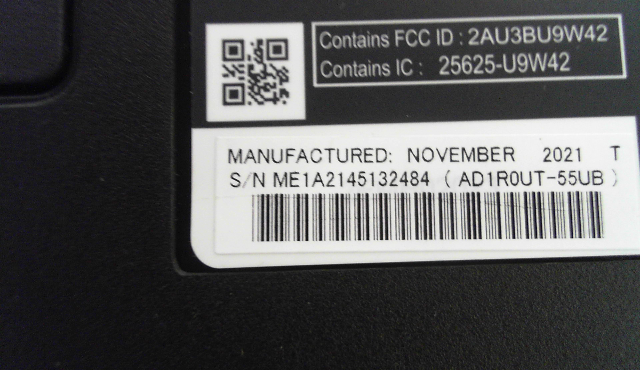 Contains FCC ID : 2AU3BU9W42
Contains IC : 25625-U9W42
MANUFACTURED: NOVEMBER 2021 T
S/N ME1A2145132484 ( AD1R0UT-55UB )